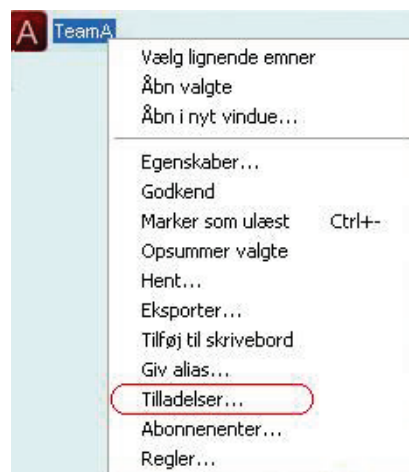 A TeamA
Vælg lignende emner
Åbn valgte
Åbn i nyt vindue...
Egenskaber...
Godkend
Marker som ulæst Ctrl+-
Opsummer valgte
Hent...
Eksporter...
Tilføj til skrivebord
Giv alias...
Tilladelser...
Abonnenenter...
Regler...